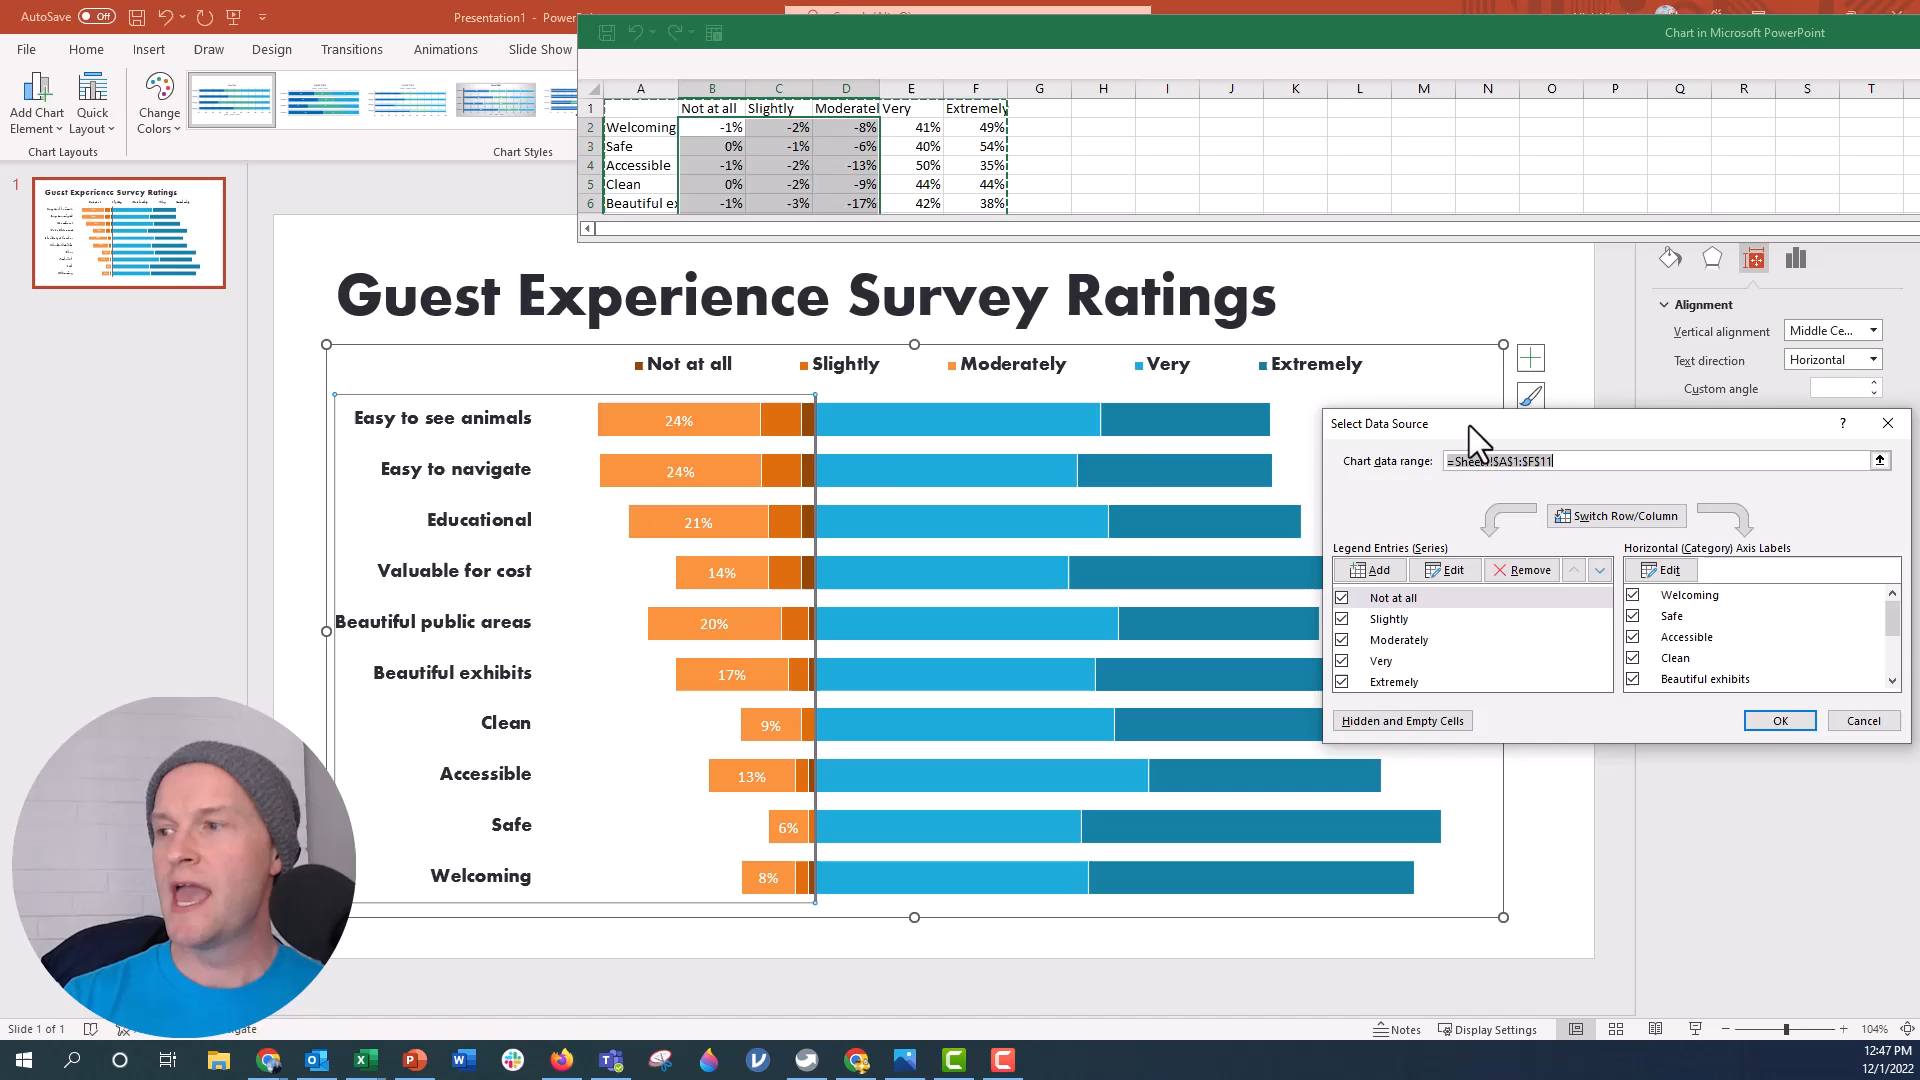 AutoSave Off
Presentation1 - PowerPo
File Home Insert Draw Design Transitions Animations Slide Show
Chart in Microsoft PowerPoint
Add Chart Element
Quick Layout
Change Colors
Chart Layouts
Chart Styles
A B C D E F G H I J K L M N O P Q R S T
1 Not at all Slightly Moderatel Very Extremely
2 Welcoming -1% -2% -8% 41% 49%
3 Safe 0% -1% -6% 40% 54%
4 Accessible -1% -2% -13% 50% 35%
5 Clean 0% -2% -9% 44% 44%
6 Beautiful ex -1% -3% -17% 42% 38%
1
Guest Experience Survey Ratings
Guest Experience Survey Ratings
Not at all Slightly Moderately Very Extremely
Easy to see animals 24%
Easy to navigate 24%
Educational 21%
Valuable for cost 14%
Beautiful public areas 20%
Beautiful exhibits 17%
Clean 9%
Accessible 13%
Safe 6%
Welcoming 8%
Alignment
Vertical alignment Middle Ce...
Text direction Horizontal
Custom angle
Select Data Source ?
Chart data range:
Switch Row/Column
Legend Entries (Series)
Add Edit Remove
Not at all
Slightly
Moderately
Very
Extremely
Horizontal (Category) Axis Labels
Edit
Welcoming
Safe
Accessible
Clean
Beautiful exhibits
Hidden and Empty Cells
OK Cancel
Slide 1 of 1
Notes Display Settings 104%
12:47 PM
12/1/2022